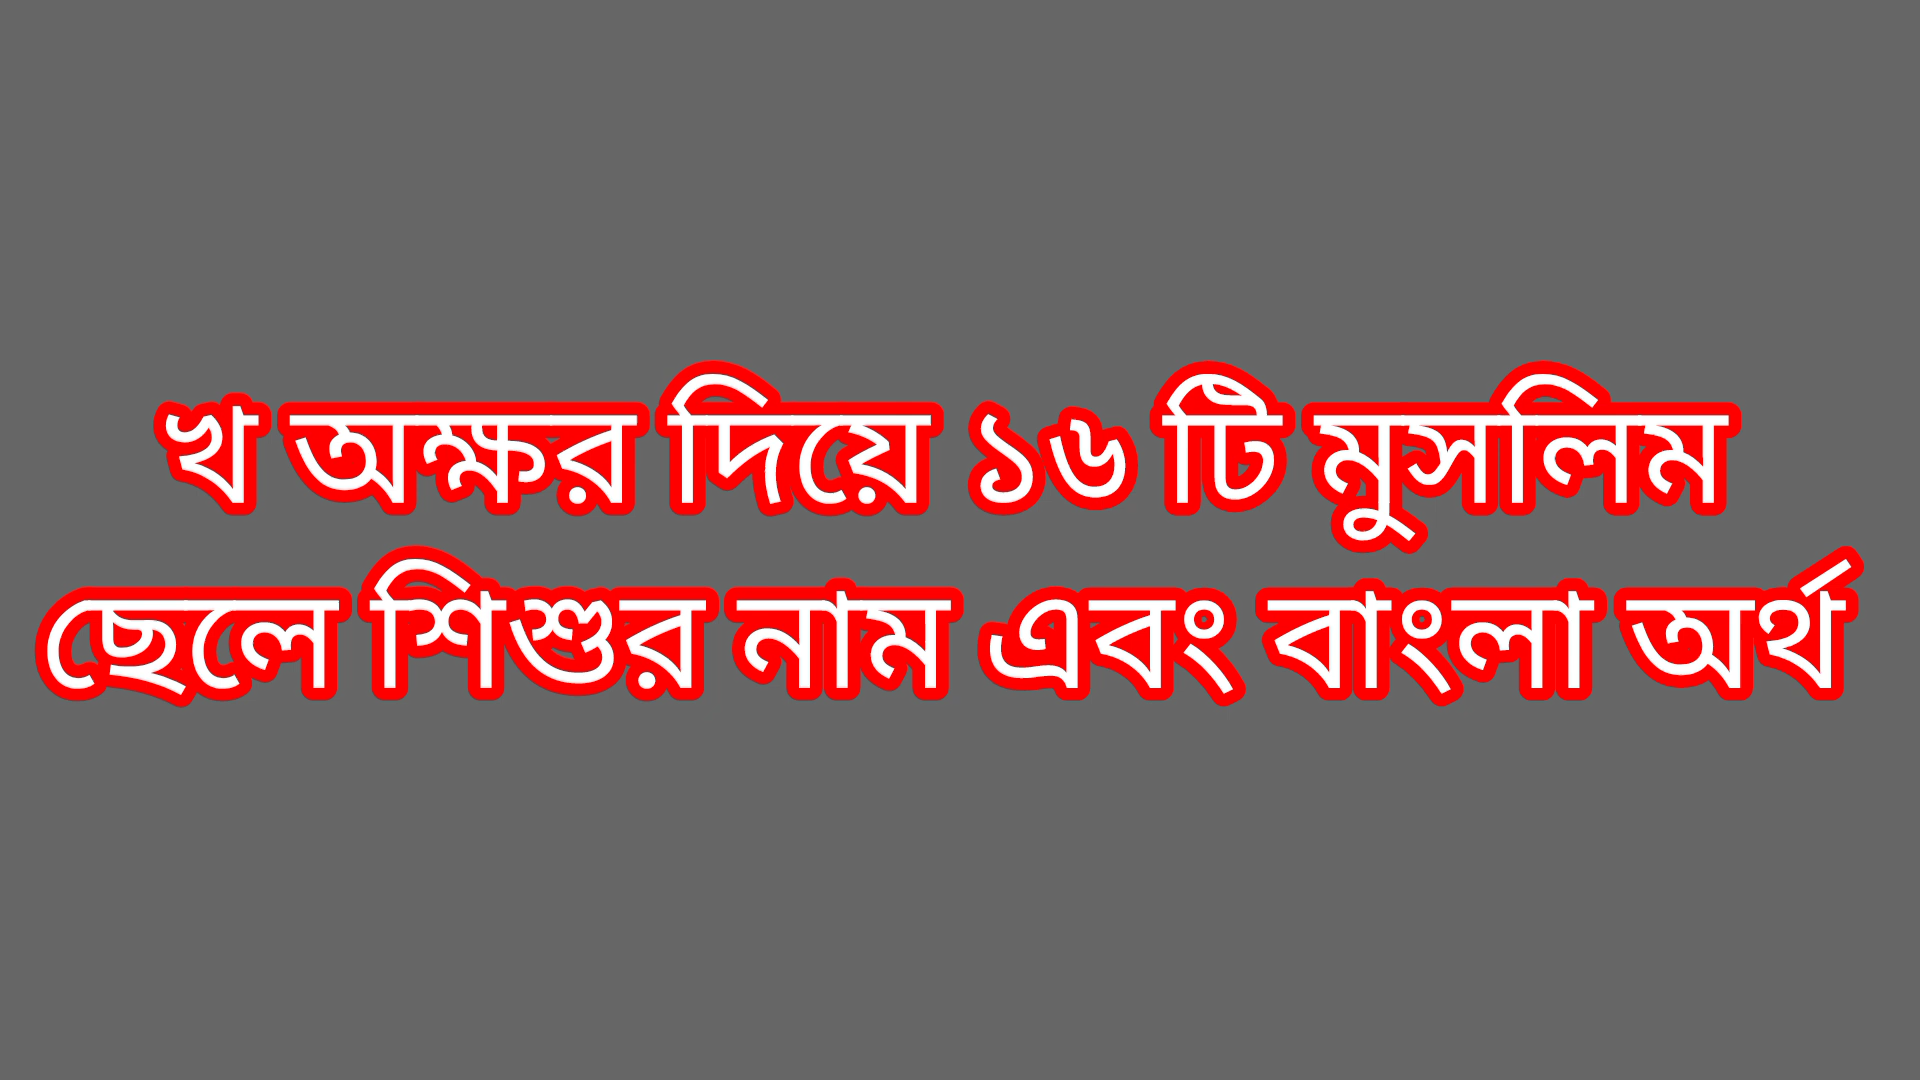 খ অক্ষর দিয়ে ১৬ টি মুসলিম
ছেলে শিশুর নাম এবং বাংলা অর্থ